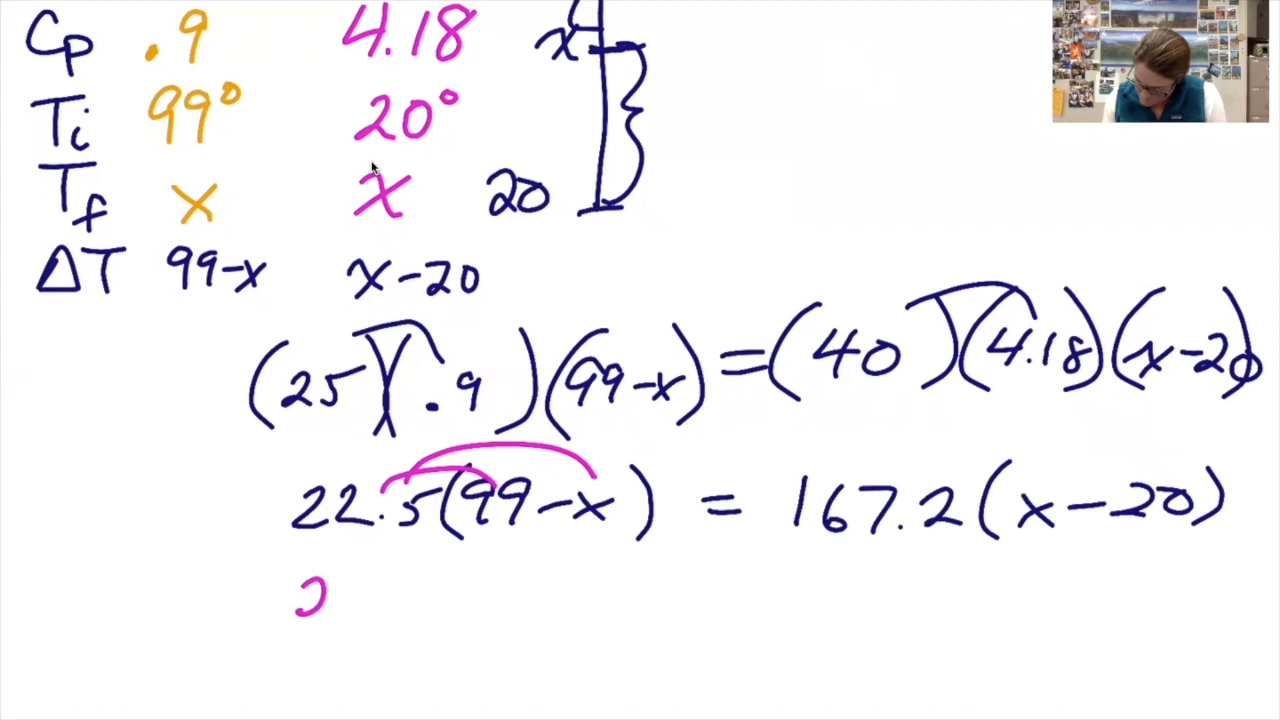 Cp .9 4.18 x
Ti 99° 20°
Tf x x 20
ΔT 99-x x-20
(25)(.9)(99-x) = (40)(4.18)(x-20)
22.5(99-x) = 167.2(x-20)